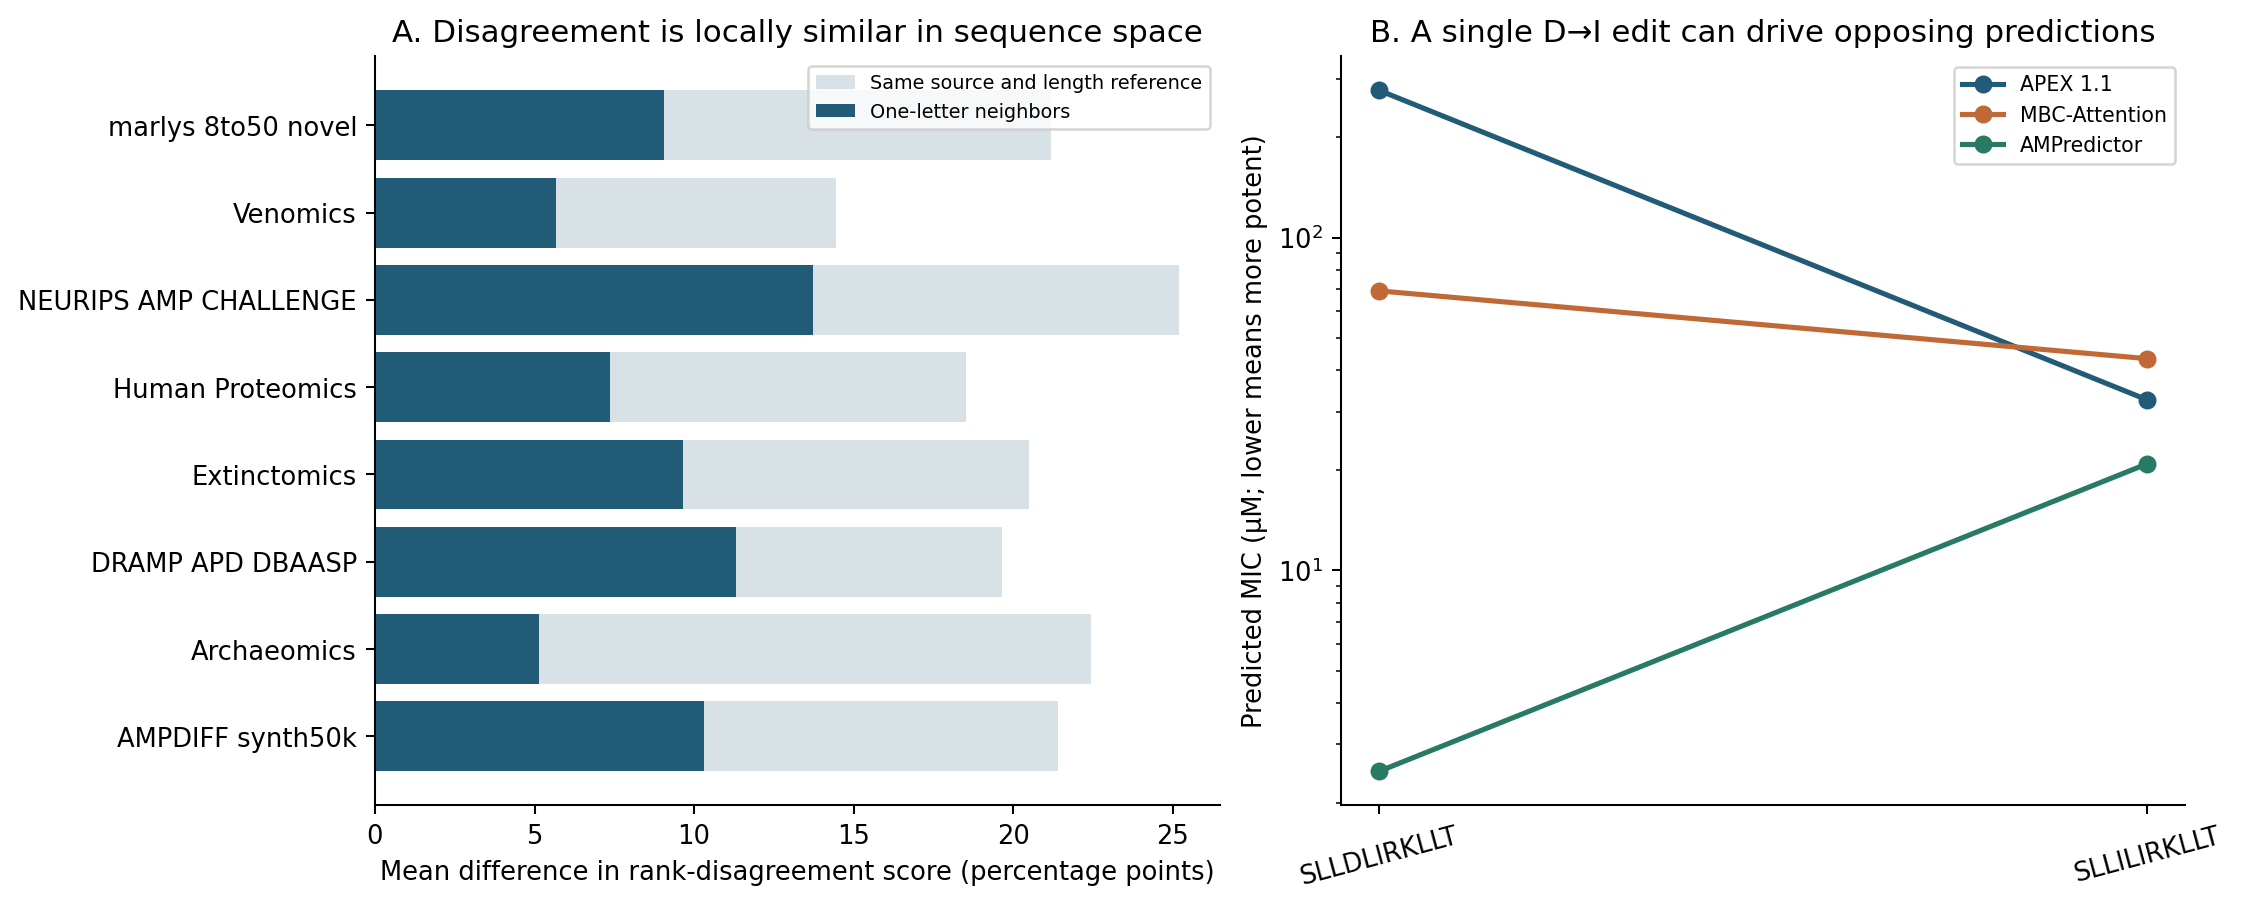 A. Disagreement is locally similar in sequence space
Same source and length reference
One-letter neighbors
marlys 8to50 novel
Venomics
NEURIPS AMP CHALLENGE
Human Proteomics
Extinctomics
DRAMP APD DBAASP
Archaeomics
AMPDIFF synth50k
0 5 10 15 20 25
Mean difference in rank-disagreement score (percentage points)
B. A single D→I edit can drive opposing predictions
APEX 1.1
MBC-Attention
AMPredictor
Predicted MIC (µM; lower means more potent)
10²
10¹
SLLDLIRKLLT
SLLILIRKLLT